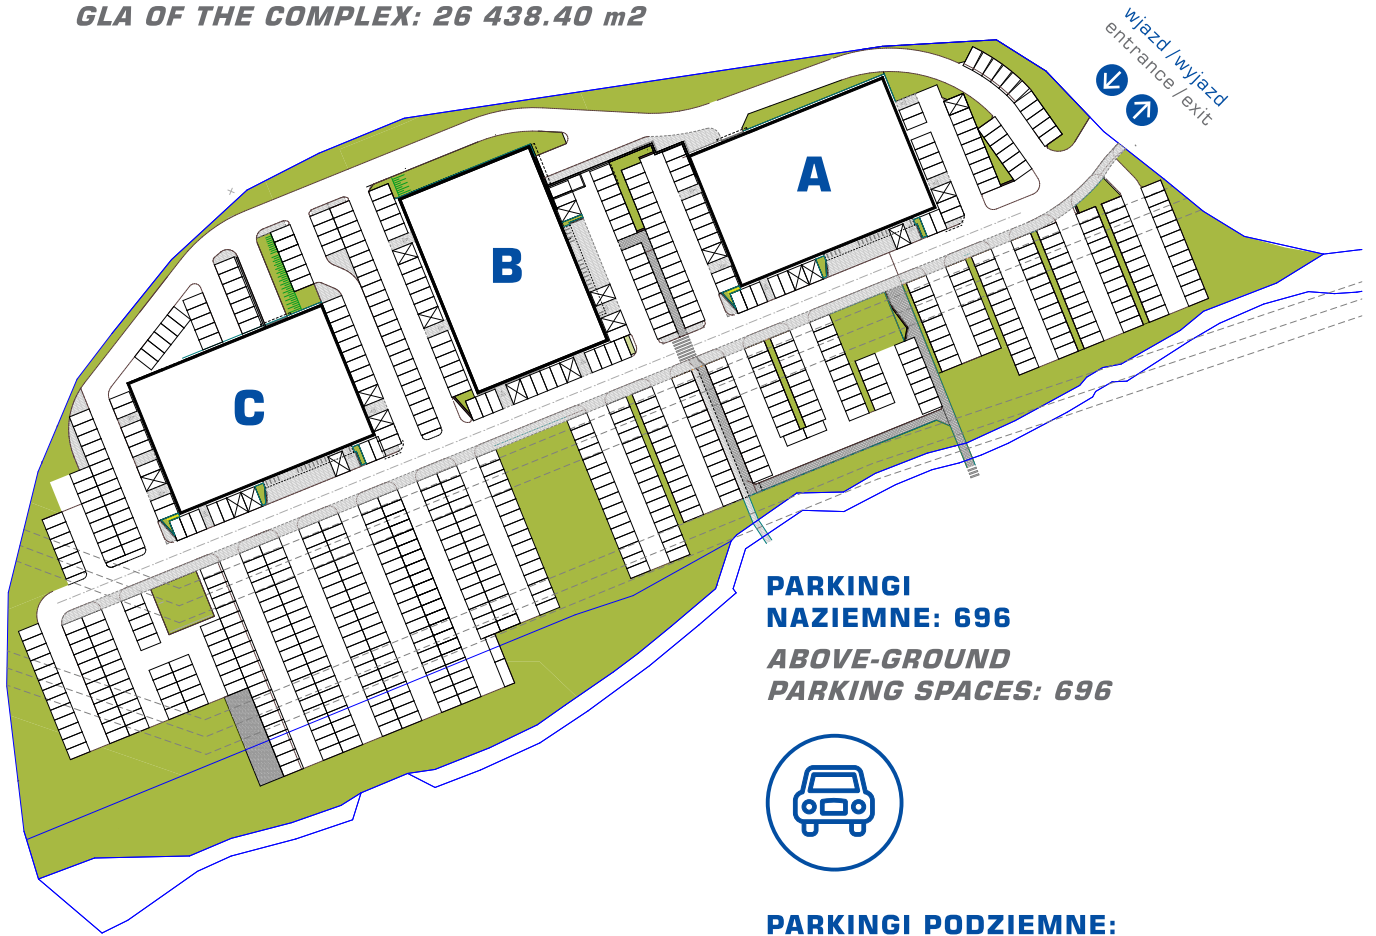 GLA OF THE COMPLEX: 26 438.40 m2
wjazd / wyjazd
entrance / exit
A
B
C
PARKINGI
NAZIEMNE: 696
ABOVE-GROUND
PARKING SPACES: 696
PARKINGI PODZIEMNE: